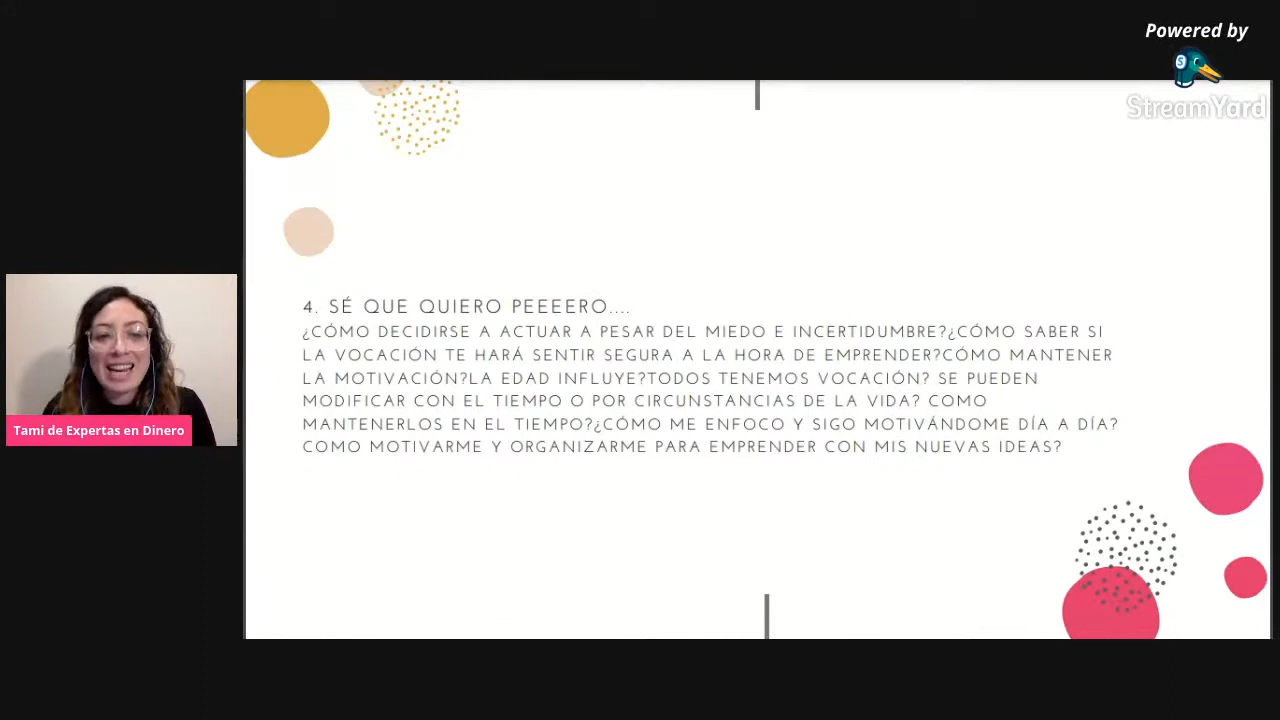 Powered by
StreamYard
4. SÉ QUE QUIERO PEEEERO....
¿CÓMO DECIDIRSE A ACTUAR A PESAR DEL MIEDO E INCERTIDUMBRE?¿CÓMO SABER SI
LA VOCACIÓN TE HARÁ SENTIR SEGURA A LA HORA DE EMPRENDER?CÓMO MANTENER
LA MOTIVACIÓN?LA EDAD INFLUYE?TODOS TENEMOS VOCACIÓN? SE PUEDEN
MODIFICAR CON EL TIEMPO O POR CIRCUNSTANCIAS DE LA VIDA? COMO
MANTENERLOS EN EL TIEMPO?¿CÓMO ME ENFOCO Y SIGO MOTIVÁNDOME DÍA A DÍA?
COMO MOTIVARME Y ORGANIZARME PARA EMPRENDER CON MIS NUEVAS IDEAS?
Tami de Expertas en Dinero